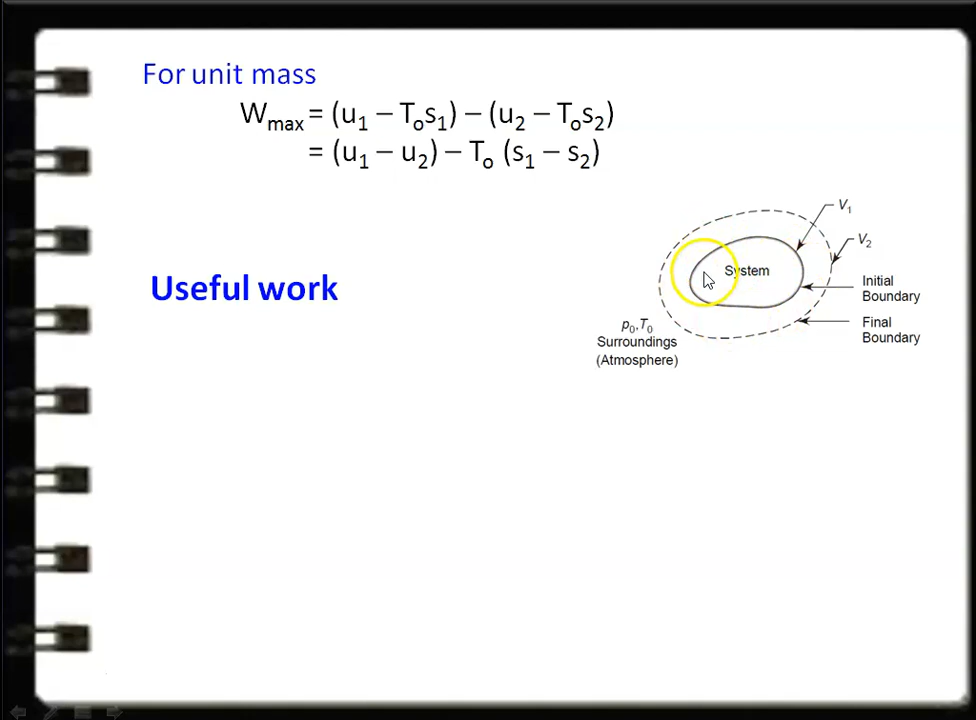 For unit mass
Wmax = (u1 – Tos1) – (u2 – Tos2)
= (u1 – u2) – To (s1 – s2)
V1
V2
System
Useful work
Initial
Boundary
p0,T0
Surroundings
(Atmosphere)
Final
Boundary